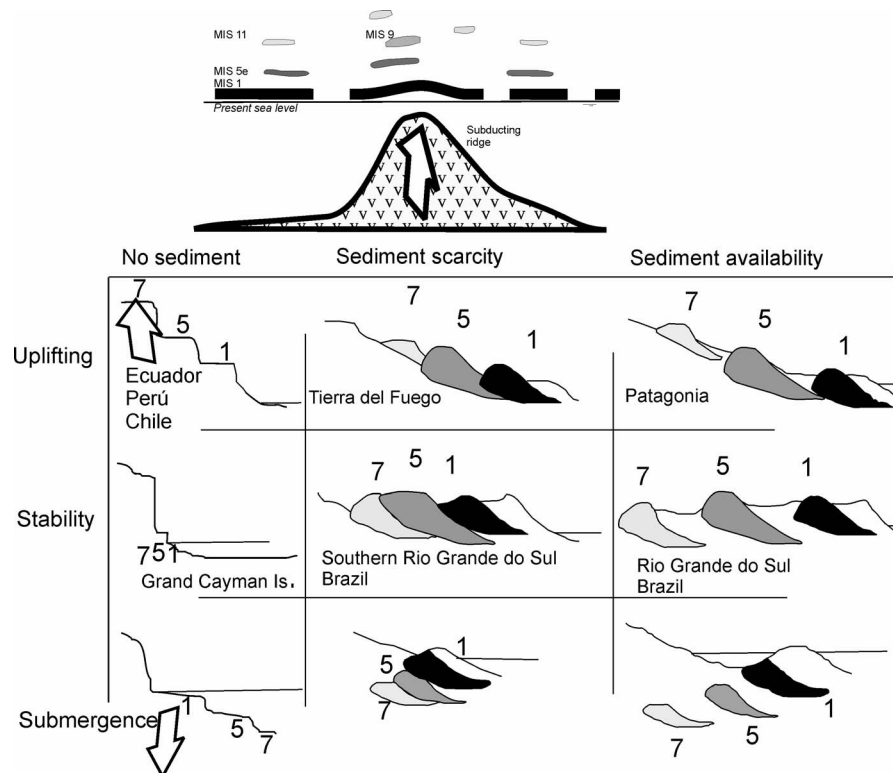 MIS 11
MIS 9
MIS 5e
MIS 1
Present sea level
Subducting
ridge
V V V V V V V V V V V V V V V V V V V V V V V V V V V V V V V V V V V V V V V V
No sediment
Sediment scarcity
Sediment availability
Uplifting
7
5
1
Ecuador
Perú
Chile
7
5
1
Tierra del Fuego
7
5
1
Patagonia
Stability
751
Grand Cayman Is.
7
5
1
Southern Rio Grande do Sul
Brazil
7
5
1
Rio Grande do Sul
Brazil
Submergence
1
5
7
1
5
7
1
5
7